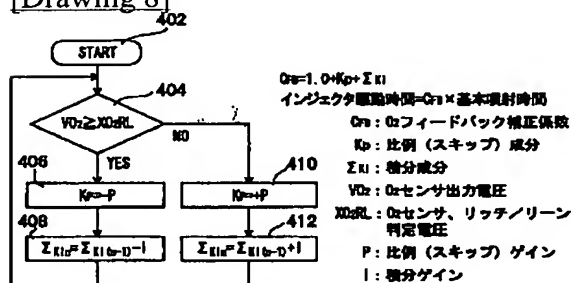 [Drawing 8]
402
START
404
VO₂≧XO₂RL
NO
YES
406
Kp=-P
410
Kp=+P
408
ΣKIn=ΣKI(n-1)-I
412
ΣKIn=ΣKI(n-1)+I
CFB=1.0+Kp+ΣKI
インジェクタ駆動時間=CFB×基本噴射時間
CFB:O₂フィードバック補正係数
Kp:比例(スキップ)成分
ΣKI:積分成分
VO₂:O₂センサ出力電圧
XO₂RL:O₂センサ、リッチ/リーン
判定電圧
P:比例(スキップ)ゲイン
I:積分ゲイン